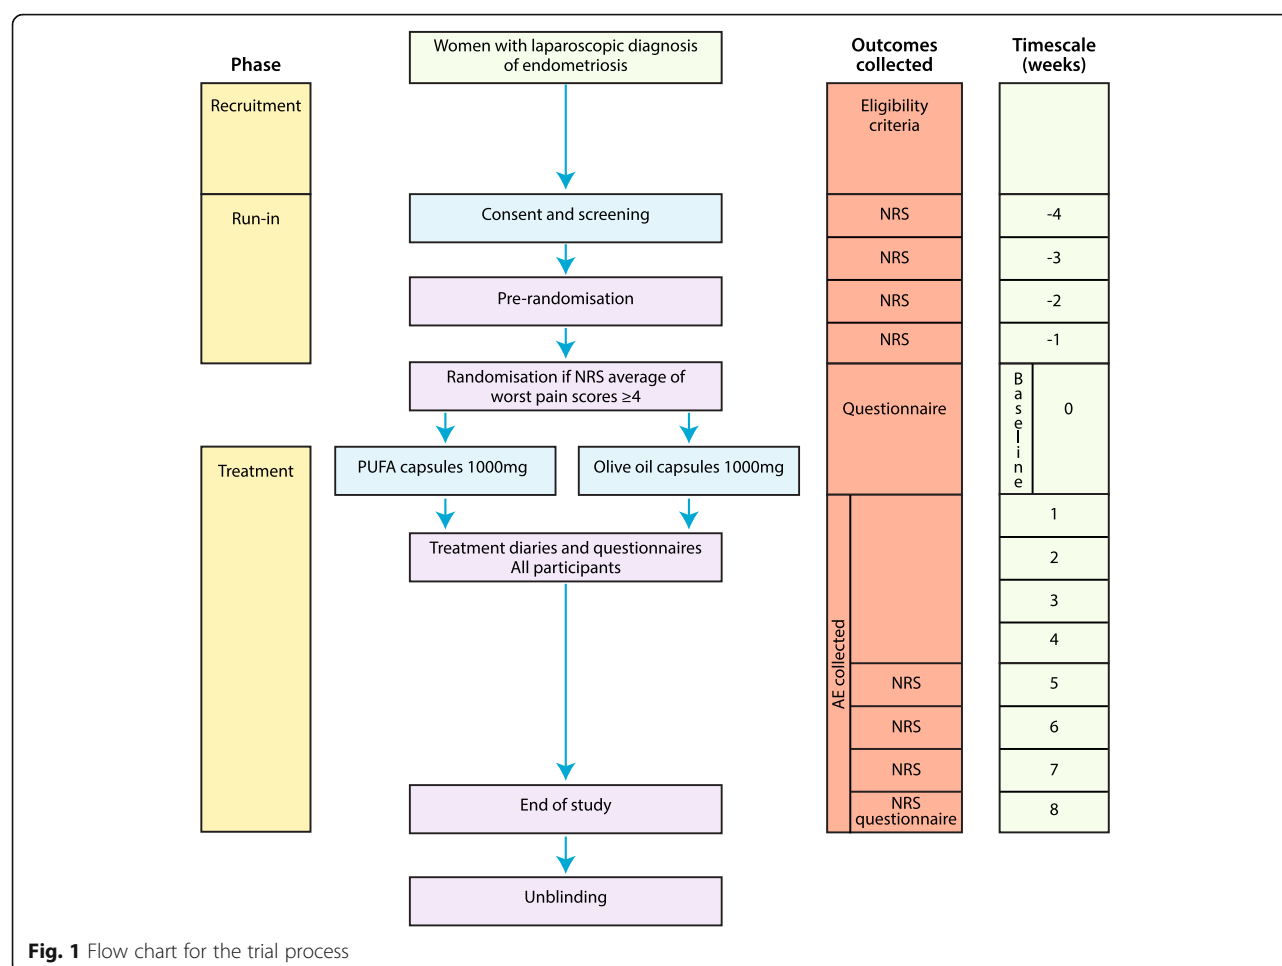 Phase
Women with laparoscopic diagnosis
of endometriosis
Outcomes
collected
Timescale
(weeks)
Recruitment
Eligibility
criteria
Run-in
Consent and screening
NRS
-4
NRS
-3
Pre-randomisation
NRS
-2
NRS
-1
Randomisation if NRS average of
worst pain scores ≥4
Questionnaire
Baseline
0
Treatment
PUFA capsules 1000mg
Olive oil capsules 1000mg
Treatment diaries and questionnaires
All participants
AE collected
1
2
3
4
NRS
5
NRS
6
NRS
7
End of study
NRS
questionnaire
8
Unblinding
Fig. 1 Flow chart for the trial process